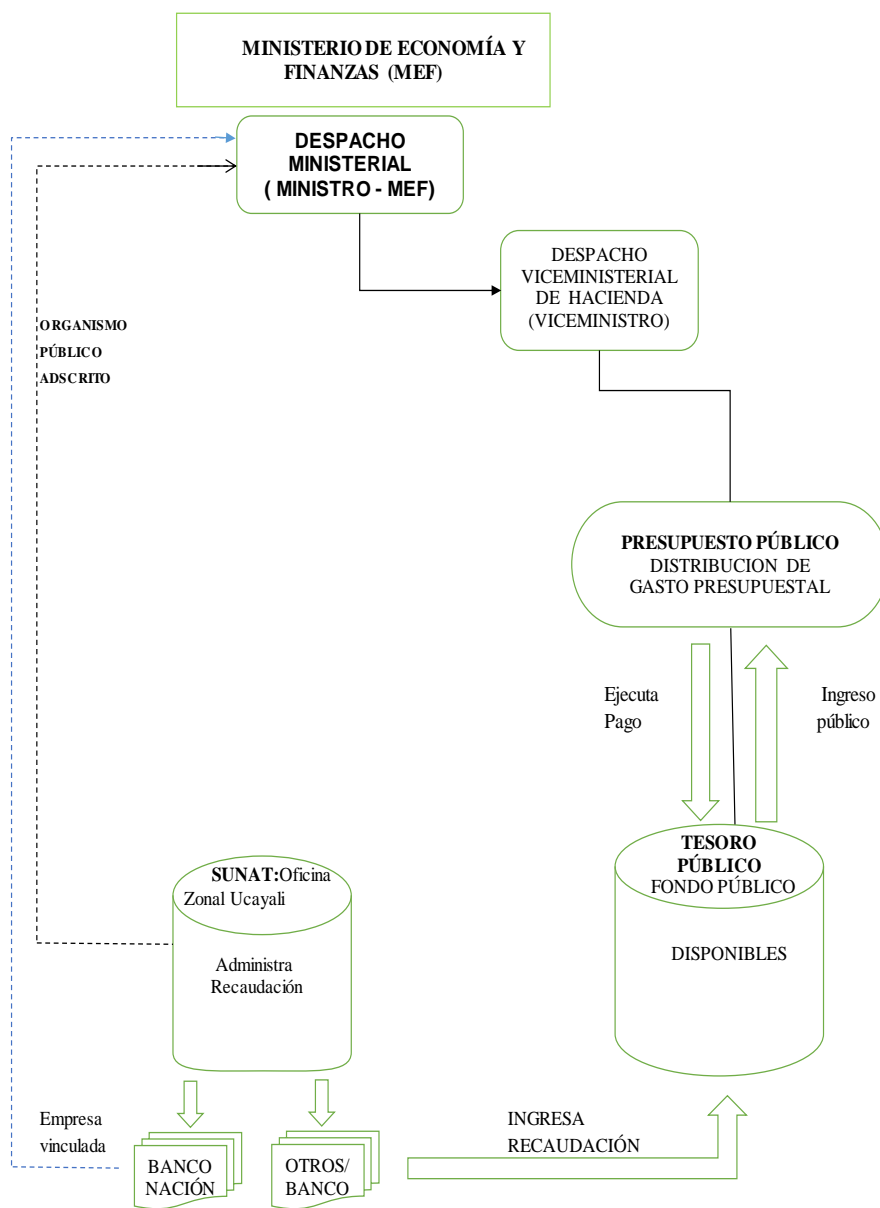 MINISTERIO DE ECONOMÍA Y
FINANZAS (MEF)
DESPACHO
MINISTERIAL
( MINISTRO - MEF)
DESPACHO
VICEMINISTERIAL
DE HACIENDA
(VICEMINISTRO)
ORGANISMO
PÚBLICO
ADSCRITO
PRESUPUESTO PÚBLICO
DISTRIBUCION DE
GASTO PRESUPUESTAL
Ejecuta
Pago
Ingreso
público
TESORO
PÚBLICO
FONDO PÚBLICO
DISPONIBLES
SUNAT:Oficina
Zonal Ucayali
Administra
Recaudación
Empresa
vinculada
BANCO
NACIÓN
OTROS/
BANCO
INGRESA
RECAUDACIÓN